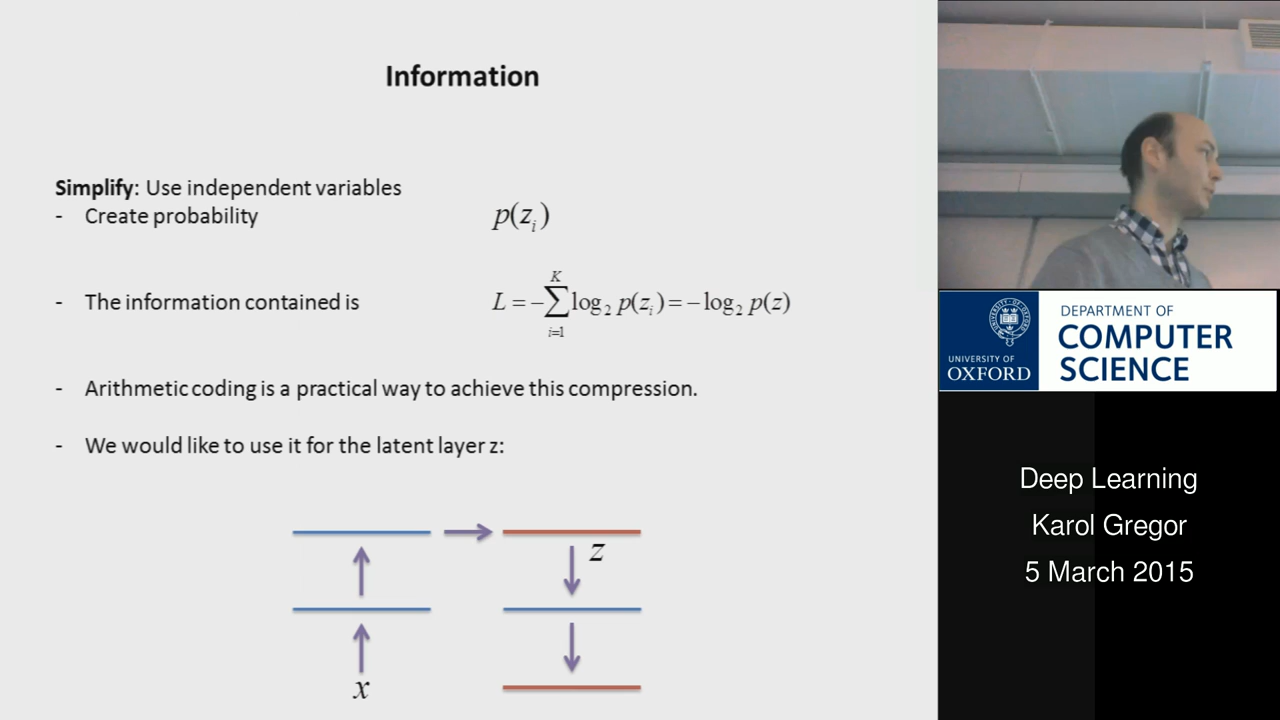 Information
Simplify: Use independent variables
- Create probability p(z_i)
- The information contained is L = -\sum_{i=1}^{K} \log_2 p(z_i) = -\log_2 p(z)
- Arithmetic coding is a practical way to achieve this compression.
- We would like to use it for the latent layer z:
z
x
UNIVERSITY OF
OXFORD
DEPARTMENT OF
COMPUTER
SCIENCE
Deep Learning
Karol Gregor
5 March 2015